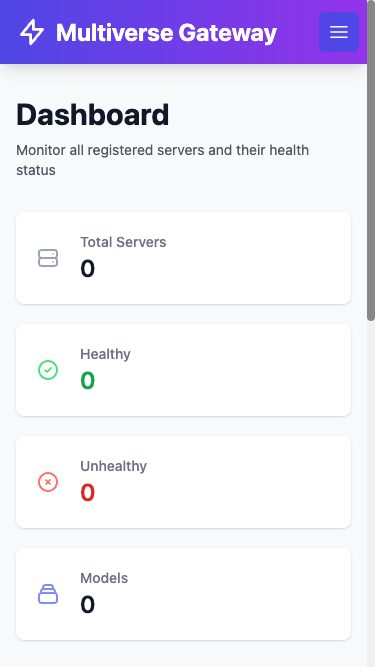 Multiverse Gateway
Dashboard
Monitor all registered servers and their health
status
Total Servers
0
Healthy
0
Unhealthy
0
Models
0